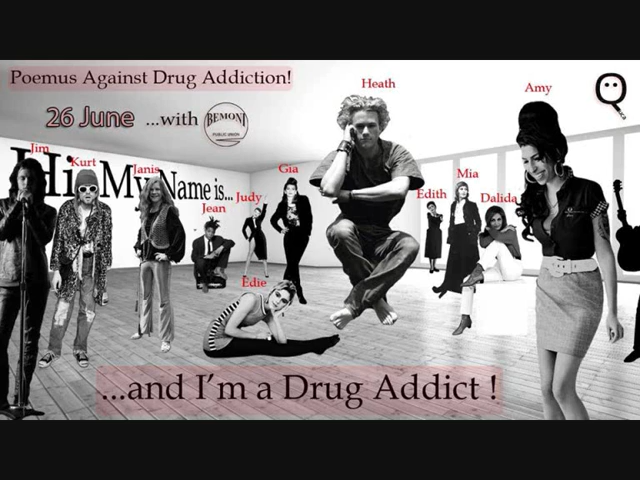 Poemus Against Drug Addiction!
26 June ...with BEMONI
PUBLIC UNION
Hi My Name is...
Jim
Kurt
Janis
Jean
Judy
Gia
Edie
Heath
Edith
Mia
Dalida
Amy
...and I'm a Drug Addict !